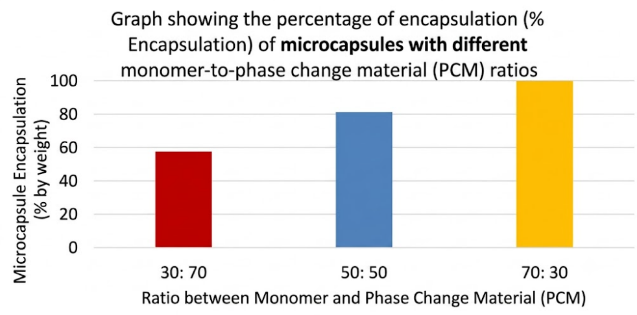 Graph showing the percentage of encapsulation (%
Encapsulation) of microcapsules with different
monomer-to-phase change material (PCM) ratios
Microcapsule Encapsulation
(% by weight)
100
80
60
40
20
0
30: 70
50: 50
70: 30
Ratio between Monomer and Phase Change Material (PCM)